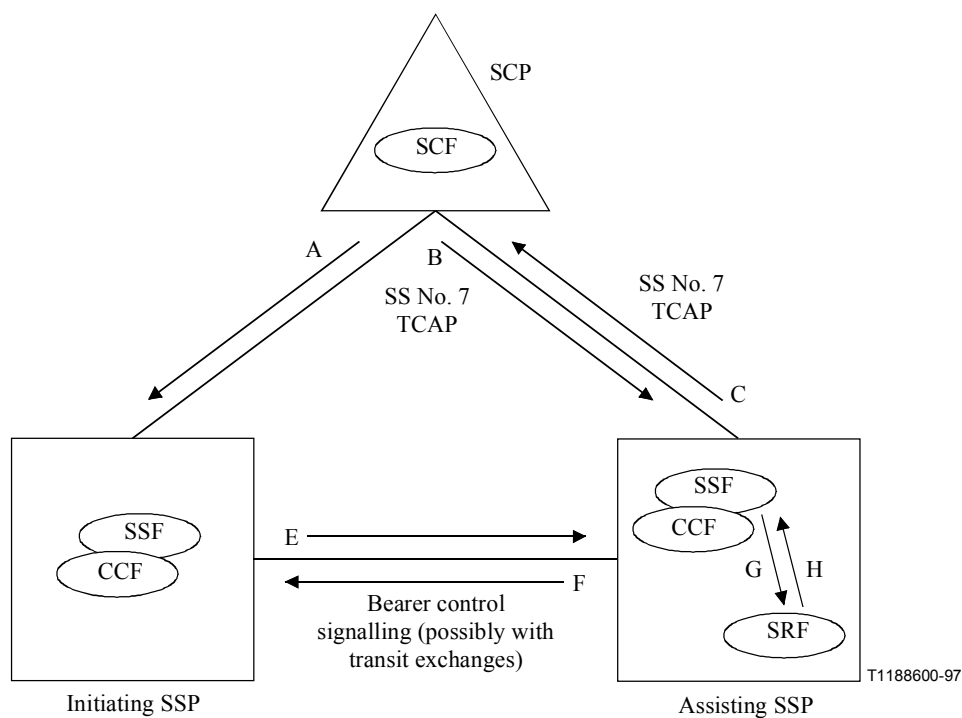 SCP
SCF
A
B
SS No. 7
TCAP
SS No. 7
TCAP
C
SSF
CCF
E
F
Bearer control
signalling (possibly with
transit exchanges)
SSF
CCF
G
H
SRF
T1188600-97
Initiating SSP
Assisting SSP